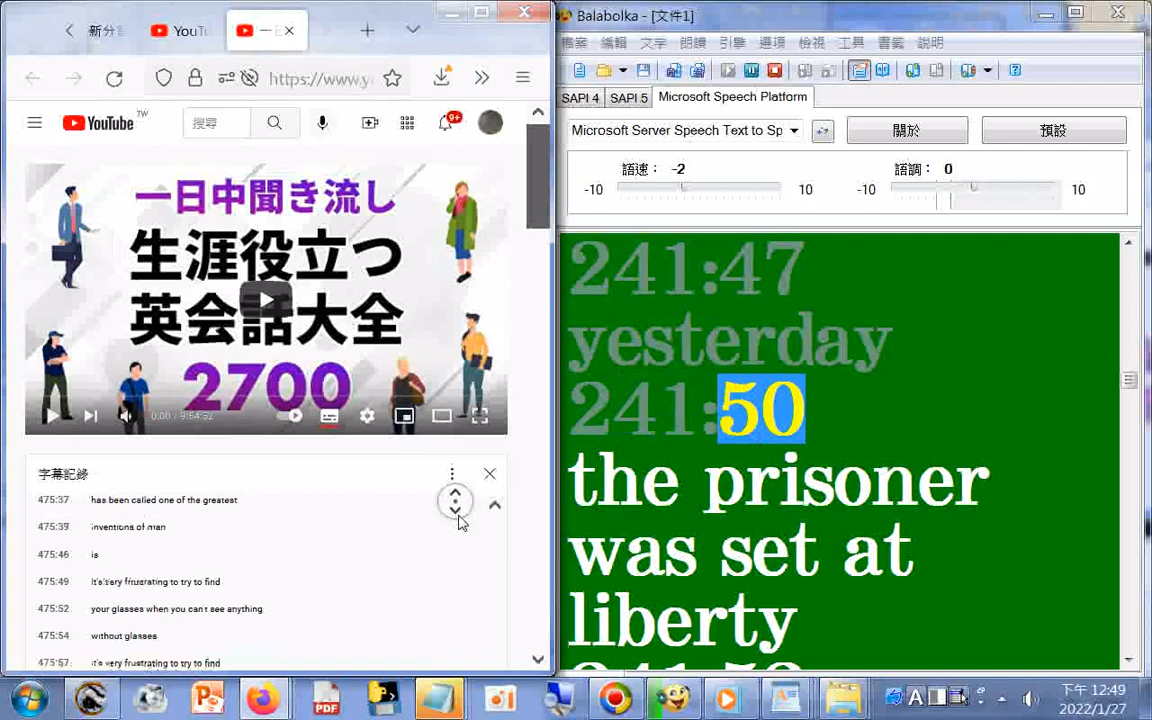 新分
YouTu
一E
https://www.y
YouTube
TW
搜尋
9+
一日中聞き流し
生涯役立つ
英会話大全
2700
0:00 / 9:54:52
字幕記錄
475:37 has been called one of the greatest
475:39 inventions of man
475:46 is
475:49 it's very frustrating to try to find
475:52 your glasses when you can't see anything
475:54 without glasses
475:57 it's very frustrating to try to find
Balabolka - [文件1]
檔案 編輯 文字 朗讀 引擎 選項 檢視 工具 書籤 說明
SAPI 4 SAPI 5 Microsoft Speech Platform
Microsoft Server Speech Text to Sp
關於
預設
語速： -2
-10 10
語調： 0
-10 10
241:47
yesterday
241:50
the prisoner
was set at
liberty
PDF
A
下午 12:49
2022/1/27